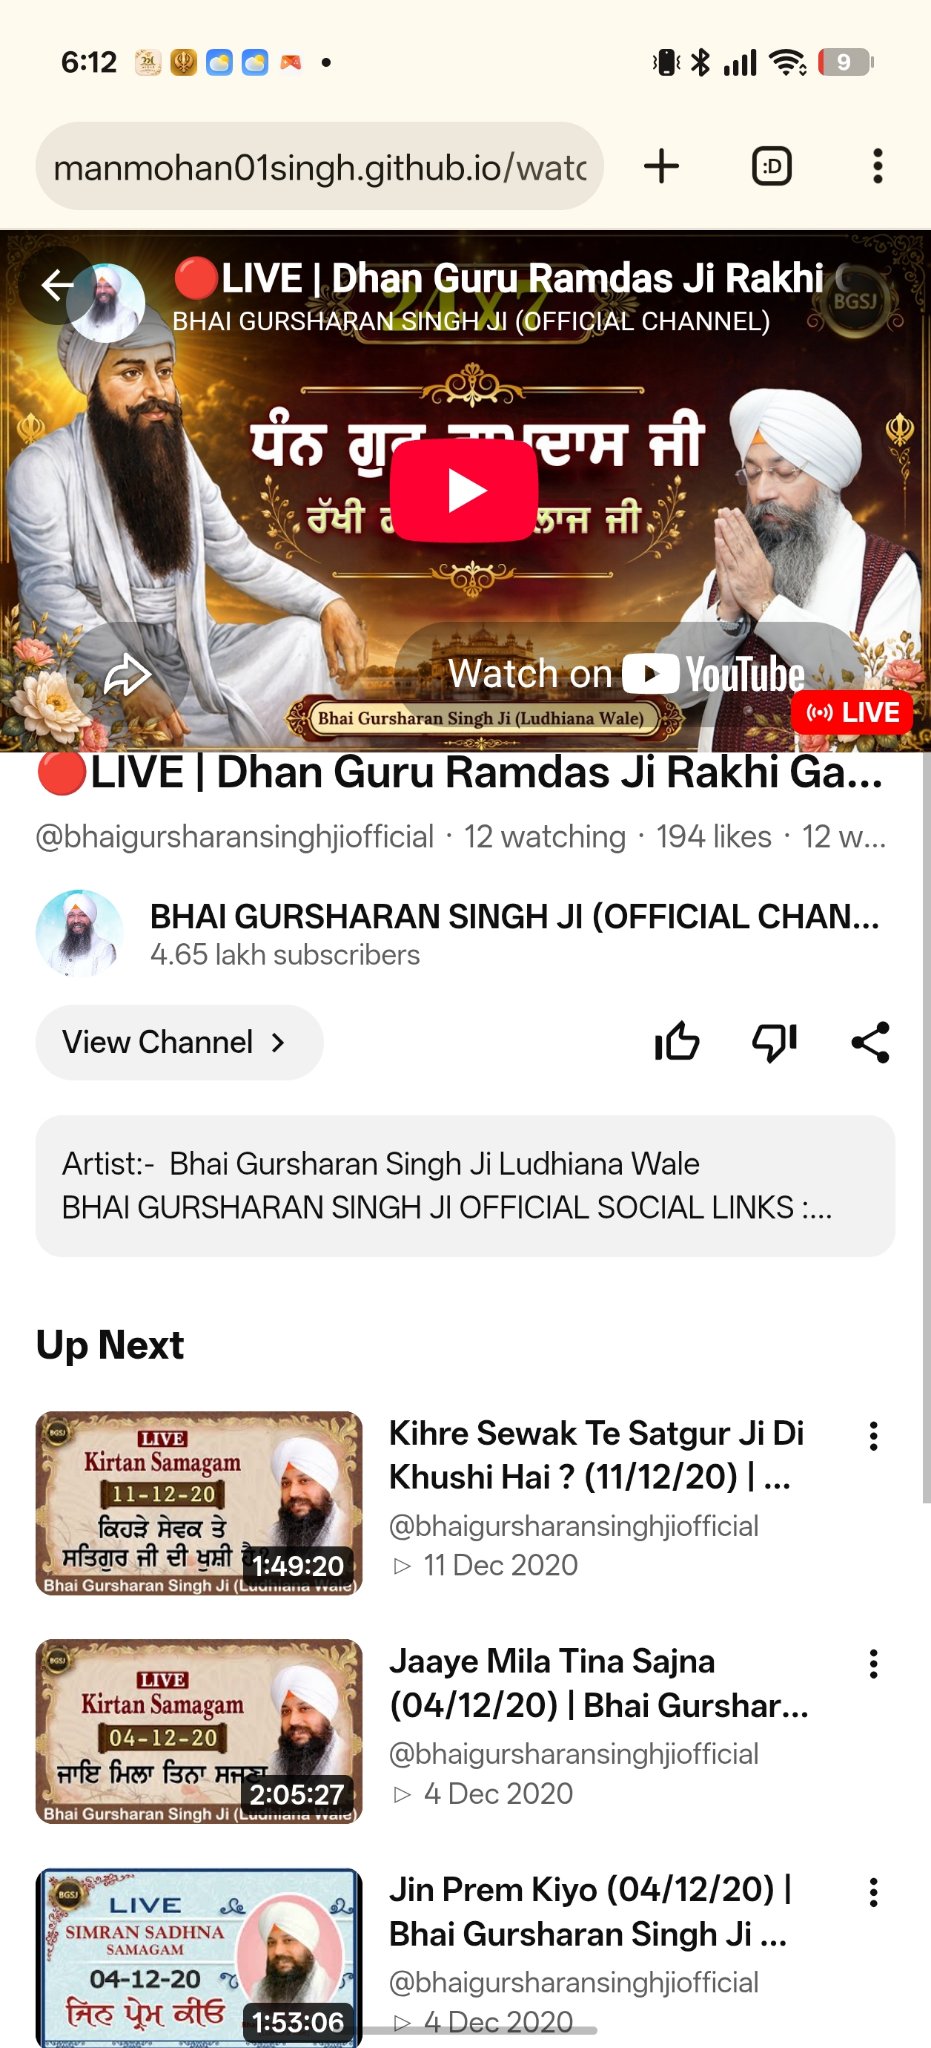 6:12
9
manmohan01singh.github.io/watc
:D
24x7
🔴LIVE | Dhan Guru Ramdas Ji Rakhi
BHAI GURSHARAN SINGH JI (OFFICIAL CHANNEL)
BGSJ
ਧੰਨ ਗੁਰੂ ਰਾਮਦਾਸ ਜੀ
ਰੱਖੀ ਲਾਜ ਜੀ
Watch on YouTube
LIVE
Bhai Gursharan Singh Ji (Ludhiana Wale)
🔴LIVE | Dhan Guru Ramdas Ji Rakhi Ga...
@bhaigursharansinghjiofficial · 12 watching · 194 likes · 12 w...
BHAI GURSHARAN SINGH JI (OFFICIAL CHAN...
4.65 lakh subscribers
View Channel >
Artist:- Bhai Gursharan Singh Ji Ludhiana Wale
BHAI GURSHARAN SINGH JI OFFICIAL SOCIAL LINKS :...
Up Next
BGSJ
LIVE
Kirtan Samagam
11-12-20
ਕਿਹੜੇ ਸੇਵਕ ਤੇ
ਸਤਿਗੁਰ ਜੀ ਦੀ ਖੁਸ਼ੀ ਹੈ?
1:49:20
Bhai Gursharan Singh Ji (Ludhiana Wale)
Kihre Sewak Te Satgur Ji Di
Khushi Hai ? (11/12/20) | ...
@bhaigursharansinghjiofficial
▷ 11 Dec 2020
BGSJ
LIVE
Kirtan Samagam
04-12-20
ਜਾਇ ਮਿਲਾ ਤਿਨਾ ਸਜਣਾ
2:05:27
Bhai Gursharan Singh Ji (Ludhiana Wale)
Jaaye Mila Tina Sajna
(04/12/20) | Bhai Gurshar...
@bhaigursharansinghjiofficial
▷ 4 Dec 2020
BGSJ
LIVE
SIMRAN SADHNA
SAMAGAM
04-12-20
ਜਿਨ ਪ੍ਰੇਮ ਕੀਓ
1:53:06
Jin Prem Kiyo (04/12/20) |
Bhai Gursharan Singh Ji ...
@bhaigursharansinghjiofficial
▷ 4 Dec 2020